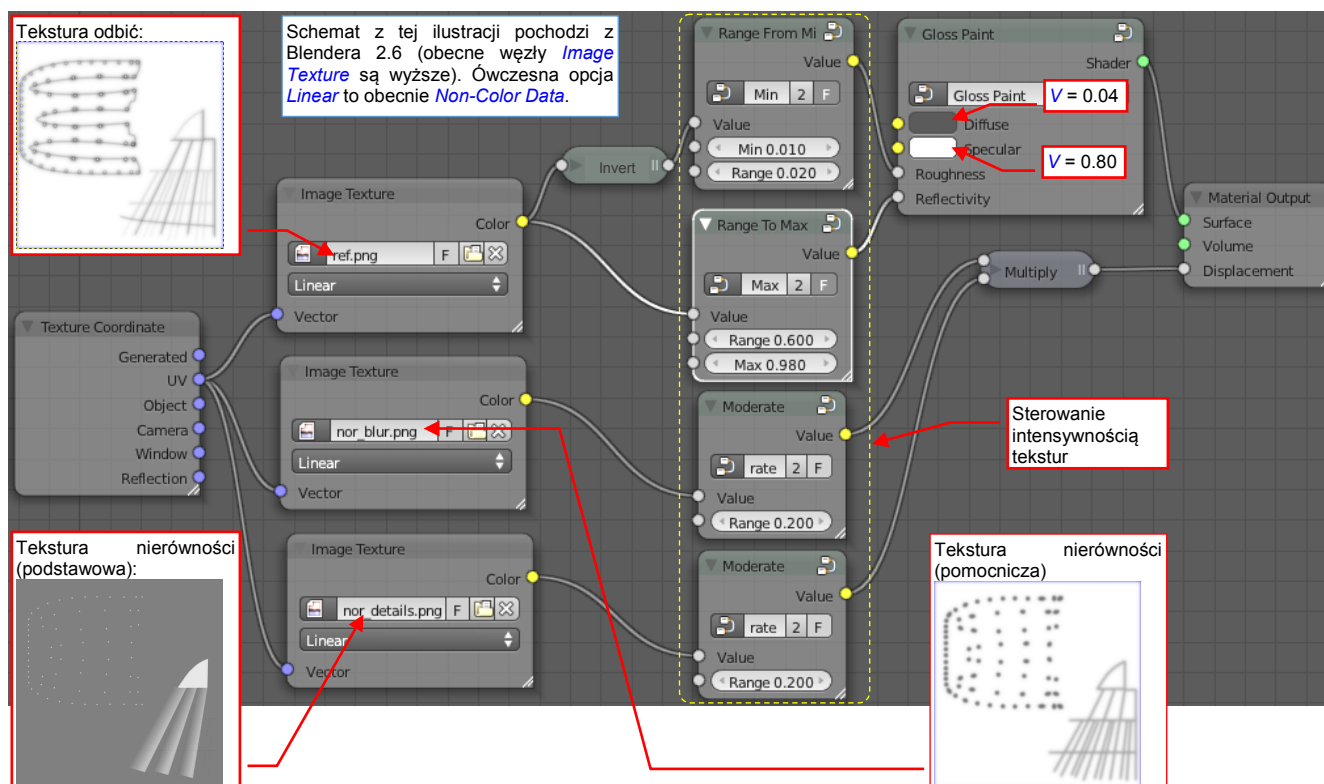 Tekstura odbić:
Schemat z tej ilustracji pochodzi z
Blendera 2.6 (obecne węzły Image
Texture są wyższe). Ówczesna opcja
Linear to obecnie Non-Color Data.
Range From Mi
Value
Min 2 F
Value
Min 0.010
Range 0.020
Gloss Paint
Shader
Gloss Paint
V = 0.04
Diffuse
Specular
V = 0.80
Roughness
Reflectivity
Invert
Image Texture
Color
ref.png F
Linear
Vector
Range To Max
Value
Max 2 F
Value
Range 0.600
Max 0.980
Material Output
Surface
Volume
Displacement
Multiply
Texture Coordinate
Generated
UV
Object
Camera
Window
Reflection
Image Texture
Color
nor_blur.png F
Linear
Vector
Moderate
Value
rate 2 F
Value
Range 0.200
Sterowanie
intensywnością
tekstur
Tekstura nierówności
(podstawowa):
Image Texture
Color
nor_details.png F
Linear
Vector
Moderate
Value
rate 2 F
Value
Range 0.200
Tekstura nierówności
(pomocnicza)